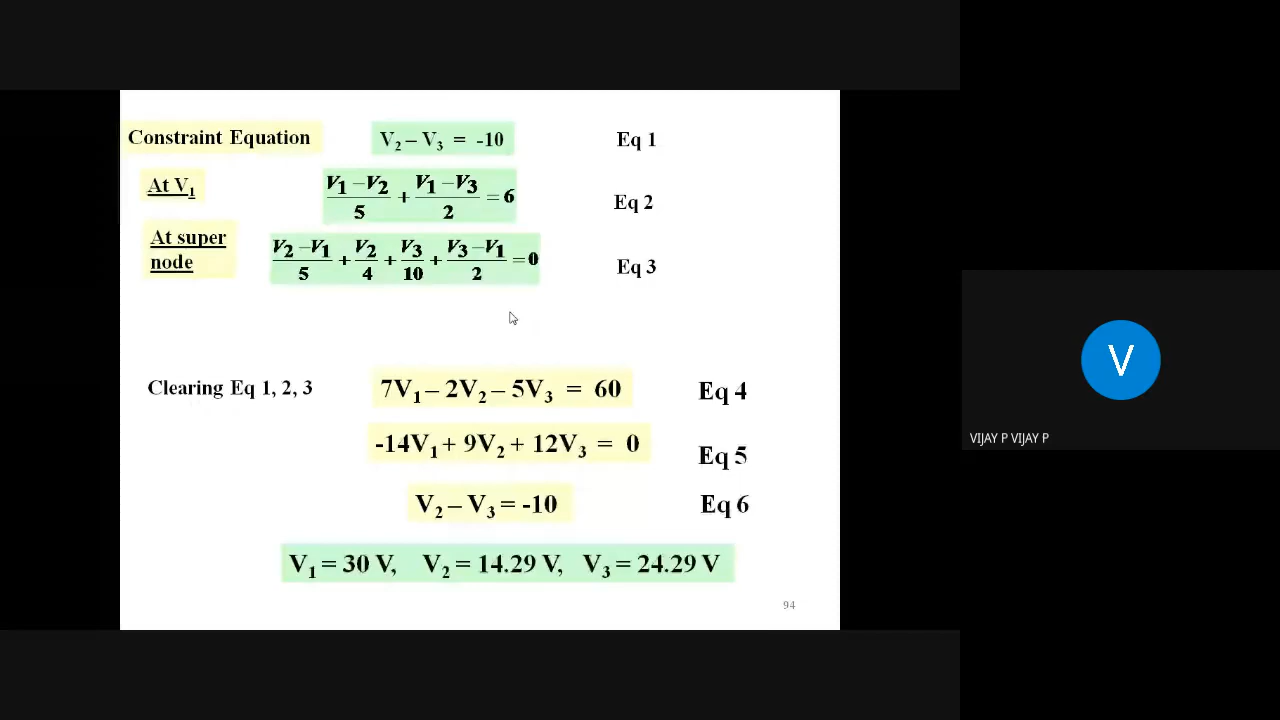 Constraint Equation V₂ – V₃ = -10 Eq 1
At V₁ (V₁ – V₂)/5 + (V₁ – V₃)/2 = 6 Eq 2
At super
node (V₂ – V₁)/5 + V₂/4 + V₃/10 + (V₃ – V₁)/2 = 0 Eq 3
Clearing Eq 1, 2, 3 7V₁ – 2V₂ – 5V₃ = 60 Eq 4
-14V₁ + 9V₂ + 12V₃ = 0 Eq 5
V₂ – V₃ = -10 Eq 6
V₁ = 30 V, V₂ = 14.29 V, V₃ = 24.29 V
94
V
VIJAY P VIJAY P